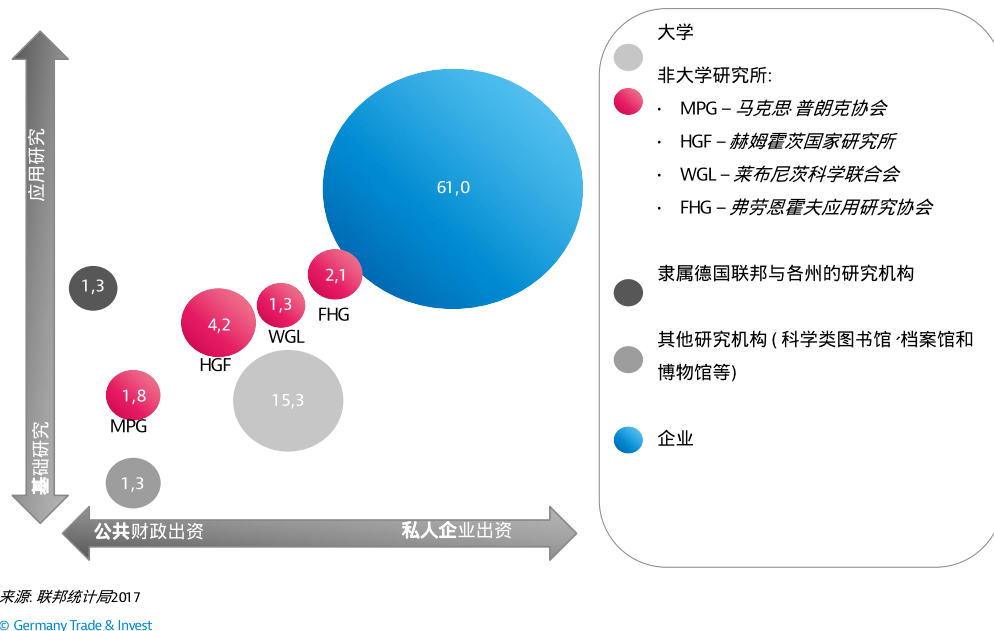 应用研究
基础研究
61,0
1,3
2,1
1,3
4,2
FHG
WGL
HGF
1,8
15,3
MPG
1,3
公共财政出资
私人企业出资
大学
非大学研究所:
· MPG – 马克思·普朗克协会
· HGF – 赫姆霍茨国家研究所
· WGL – 莱布尼茨科学联合会
· FHG – 弗劳恩霍夫应用研究协会
隶属德国联邦与各州的研究机构
其他研究机构 ( 科学类图书馆、档案馆和
博物馆等)
企业
来源: 联邦统计局2017
© Germany Trade & Invest